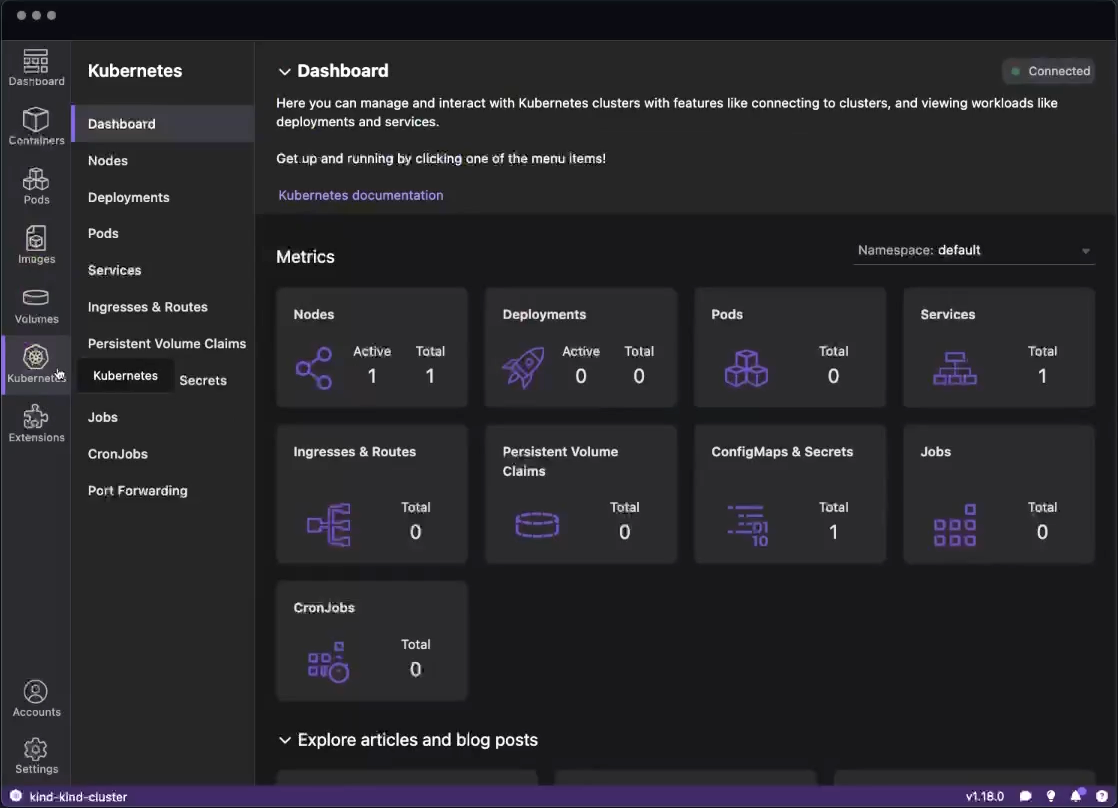 Dashboard
Containers
Pods
Images
Volumes
Kubernetes
Extensions
Accounts
Settings
Kubernetes
Dashboard
Nodes
Deployments
Pods
Services
Ingresses & Routes
Persistent Volume Claims
Kubernetes
Secrets
Jobs
CronJobs
Port Forwarding
Dashboard
Connected
Here you can manage and interact with Kubernetes clusters with features like connecting to clusters, and viewing workloads like
deployments and services.
Get up and running by clicking one of the menu items!
Kubernetes documentation
Metrics
Namespace: default
Nodes
Active Total
1 1
Deployments
Active Total
0 0
Pods
Total
0
Services
Total
1
Ingresses & Routes
Total
0
Persistent Volume
Claims
Total
0
ConfigMaps & Secrets
01
10
Total
1
Jobs
Total
0
CronJobs
Total
0
Explore articles and blog posts
kind-kind-cluster
v1.18.0